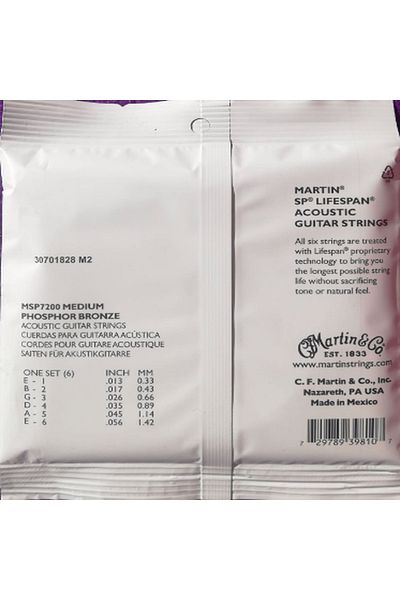 30701828 M2
MSP7200 MEDIUM
PHOSPHOR BRONZE
ACOUSTIC GUITAR STRINGS
CUERDAS PARA GUITARRA ACÚSTICA
CORDES POUR GUITARE ACOUSTIQUE
SAITEN FÜR AKUSTIKGITARRE
ONE SET (6) INCH MM
E - 1 .013 0.33
B - 2 .017 0.43
G - 3 .026 0.66
D - 4 .035 0.89
A - 5 .045 1.14
E - 6 .056 1.42
MARTIN®
SP® LIFESPAN®
ACOUSTIC
GUITAR STRINGS
All six strings are treated
with Lifespan® proprietary
technology to bring you
the longest possible string
life without sacrificing
tone or natural feel.
Martin & Co.
EST. 1833
www.martinstrings.com
C. F. Martin & Co., Inc.
Nazareth, PA USA
Made in Mexico
7 29789 39810 7